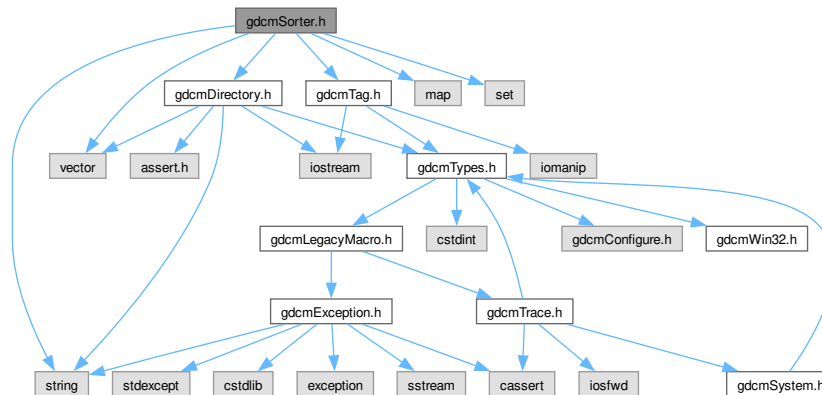 gdcmSorter.h
gdcmDirectory.h
gdcmTag.h
map
set
vector
assert.h
iostream
gdcmTypes.h
iomanip
gdcmLegacyMacro.h
cstdint
gdcmConfigure.h
gdcmWin32.h
gdcmException.h
gdcmTrace.h
string
stdexcept
cstdlib
exception
sstream
cassert
iosfwd
gdcmSystem.h